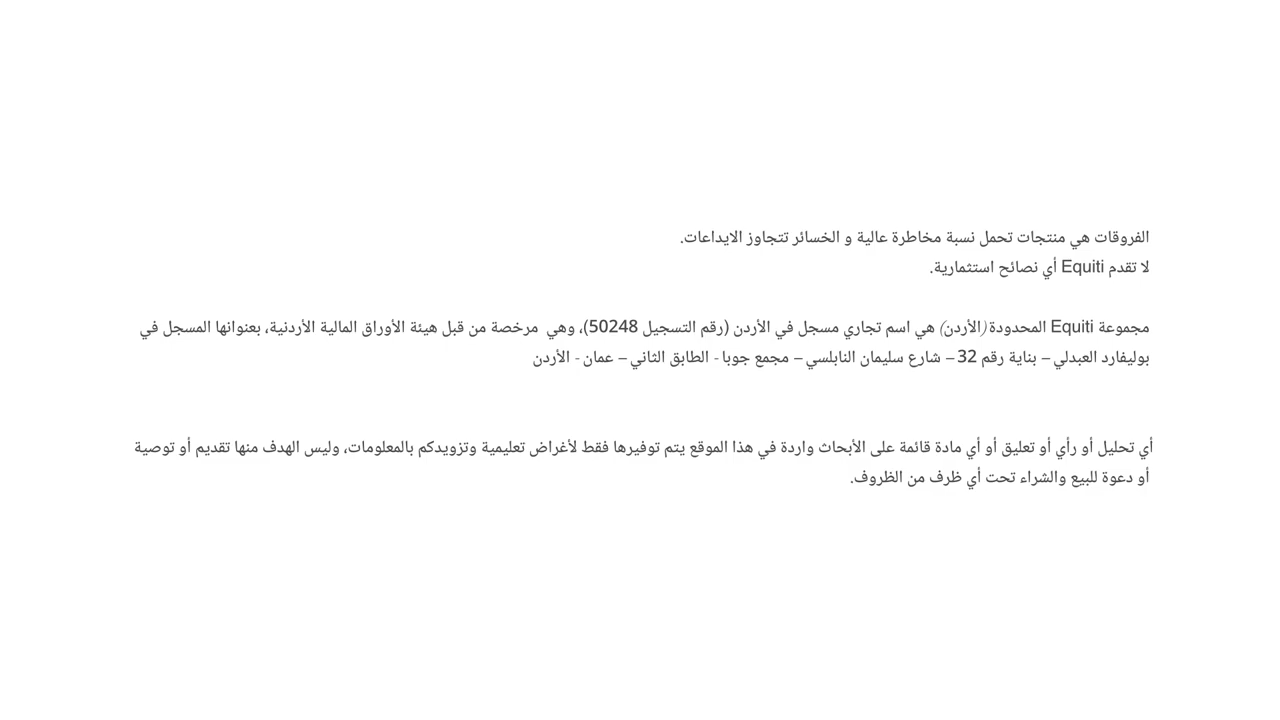 الفروقات هي منتجات تحمل نسبة مخاطرة عالية و الخسائر تتجاوز الايداعات.
لا تقدم Equiti أي نصائح استثمارية.
مجموعة Equiti المحدودة (الأردن) هي اسم تجاري مسجل في الأردن (رقم التسجيل 50248)، وهي مرخصة من قبل هيئة الأوراق المالية الأردنية، بعنوانها المسجل في
بوليفارد العبدلي – بناية رقم 32 – شارع سليمان النابلسي – مجمع جوبا - الطابق الثاني – عمان - الأردن
أي تحليل أو رأي أو تعليق أو أي مادة قائمة على الأبحاث واردة في هذا الموقع يتم توفيرها فقط لأغراض تعليمية وتزويدكم بالمعلومات، وليس الهدف منها تقديم أو توصية
أو دعوة للبيع والشراء تحت أي ظرف من الظروف.